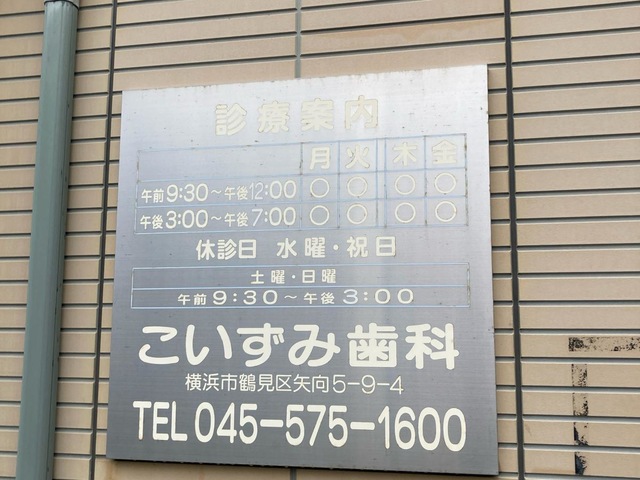 診療案内
月 火 木 金
午前 9:30〜午後12:00 ○ ○ ○ ○
午後 3:00〜午後 7:00 ○ ○ ○ ○
休診日 水曜・祝日
土曜・日曜
午前 9:30〜午後 3:00
こいずみ歯科
横浜市鶴見区矢向5-9-4
TEL 045-575-1600